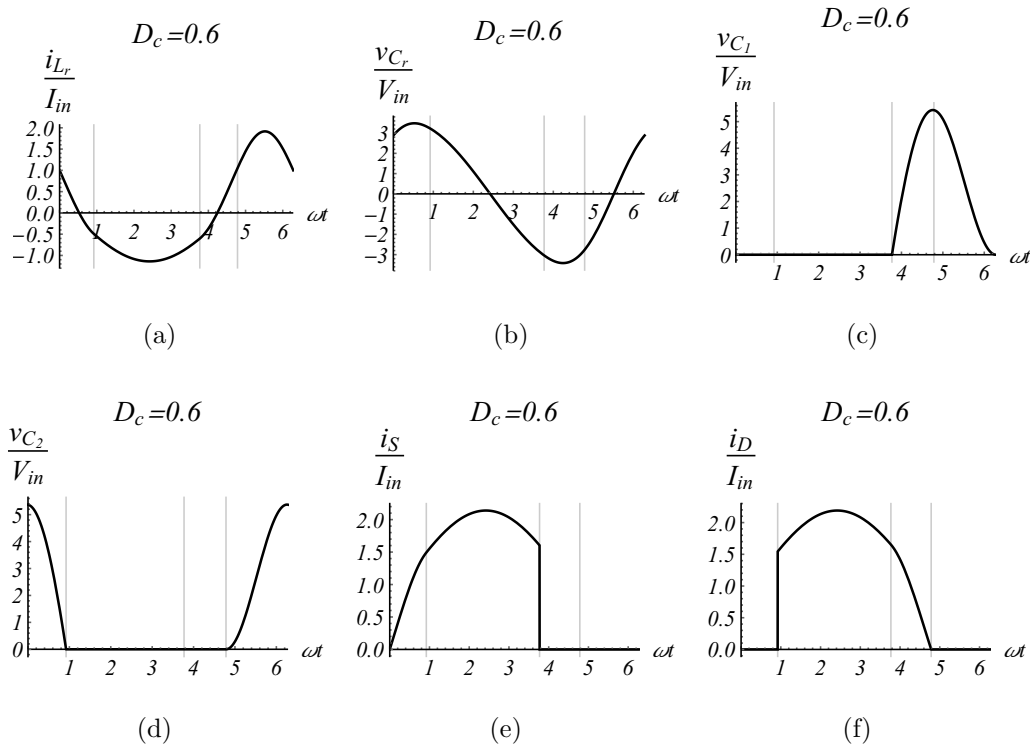 D_c=0.6
D_c=0.6
D_c=0.6
i_{L_r}
I_{in}
v_{C_r}
V_{in}
v_{C_1}
V_{in}
2.0
1.5
1.0
0.5
0.0
−0.5
−1.0
1 2 3 4 5 6
ωt
3
2
1
0
−1
−2
−3
1 2 3 4 5 6
ωt
5
4
3
2
1
0
1 2 3 4 5 6
ωt
(a)
(b)
(c)
D_c=0.6
D_c=0.6
D_c=0.6
v_{C_2}
V_{in}
i_S
I_{in}
i_D
I_{in}
5
4
3
2
1
0
1 2 3 4 5 6
ωt
2.0
1.5
1.0
0.5
0.0
1 2 3 4 5 6
ωt
2.0
1.5
1.0
0.5
0.0
1 2 3 4 5 6
ωt
(d)
(e)
(f)